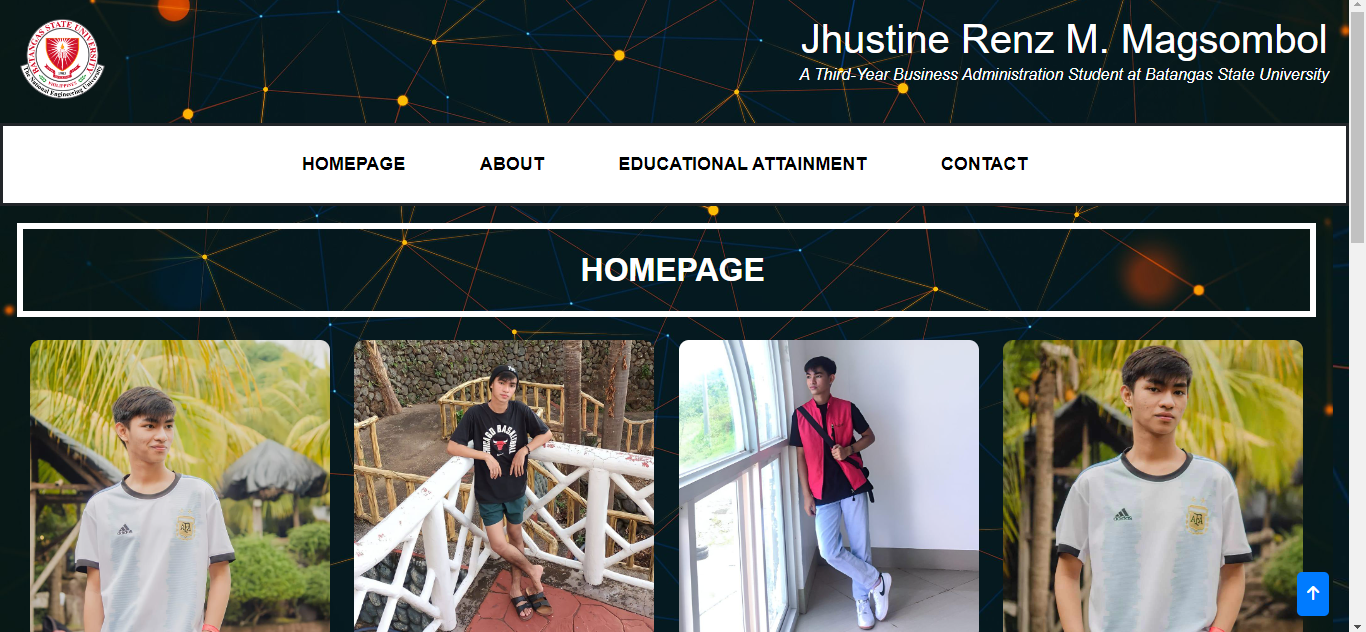 BATANGAS STATE UNIVERSITY
The National Engineering University
Jhustine Renz M. Magsombol
A Third-Year Business Administration Student at Batangas State University
HOMEPAGE ABOUT EDUCATIONAL ATTAINMENT CONTACT
HOMEPAGE
CHICAGO BASKETBALL